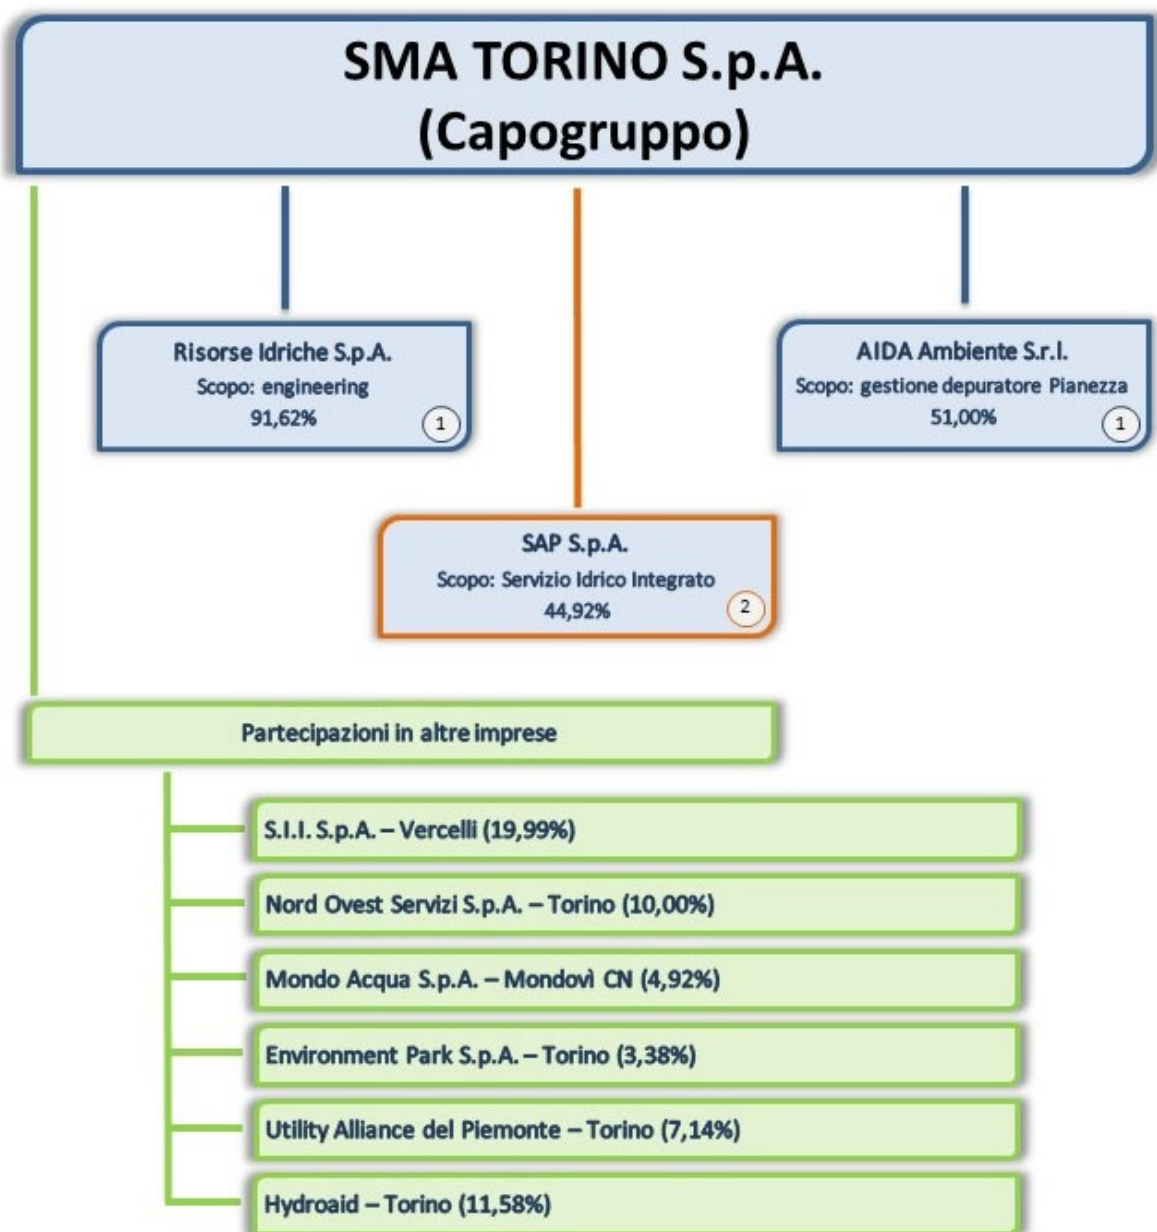 SMA TORINO S.p.A.
(Capogruppo)
Risorse Idriche S.p.A.
Scopo: engineering
91,62%
1
AIDA Ambiente S.r.l.
Scopo: gestione depuratore Pianezza
51,00%
1
SAP S.p.A.
Scopo: Servizio Idrico Integrato
44,92%
2
Partecipazioni in altre imprese
S.I.I. S.p.A. – Vercelli (19,99%)
Nord Ovest Servizi S.p.A. – Torino (10,00%)
Mondo Acqua S.p.A. – Mondovì CN (4,92%)
Environment Park S.p.A. – Torino (3,38%)
Utility Alliance del Piemonte – Torino (7,14%)
Hydroaid – Torino (11,58%)